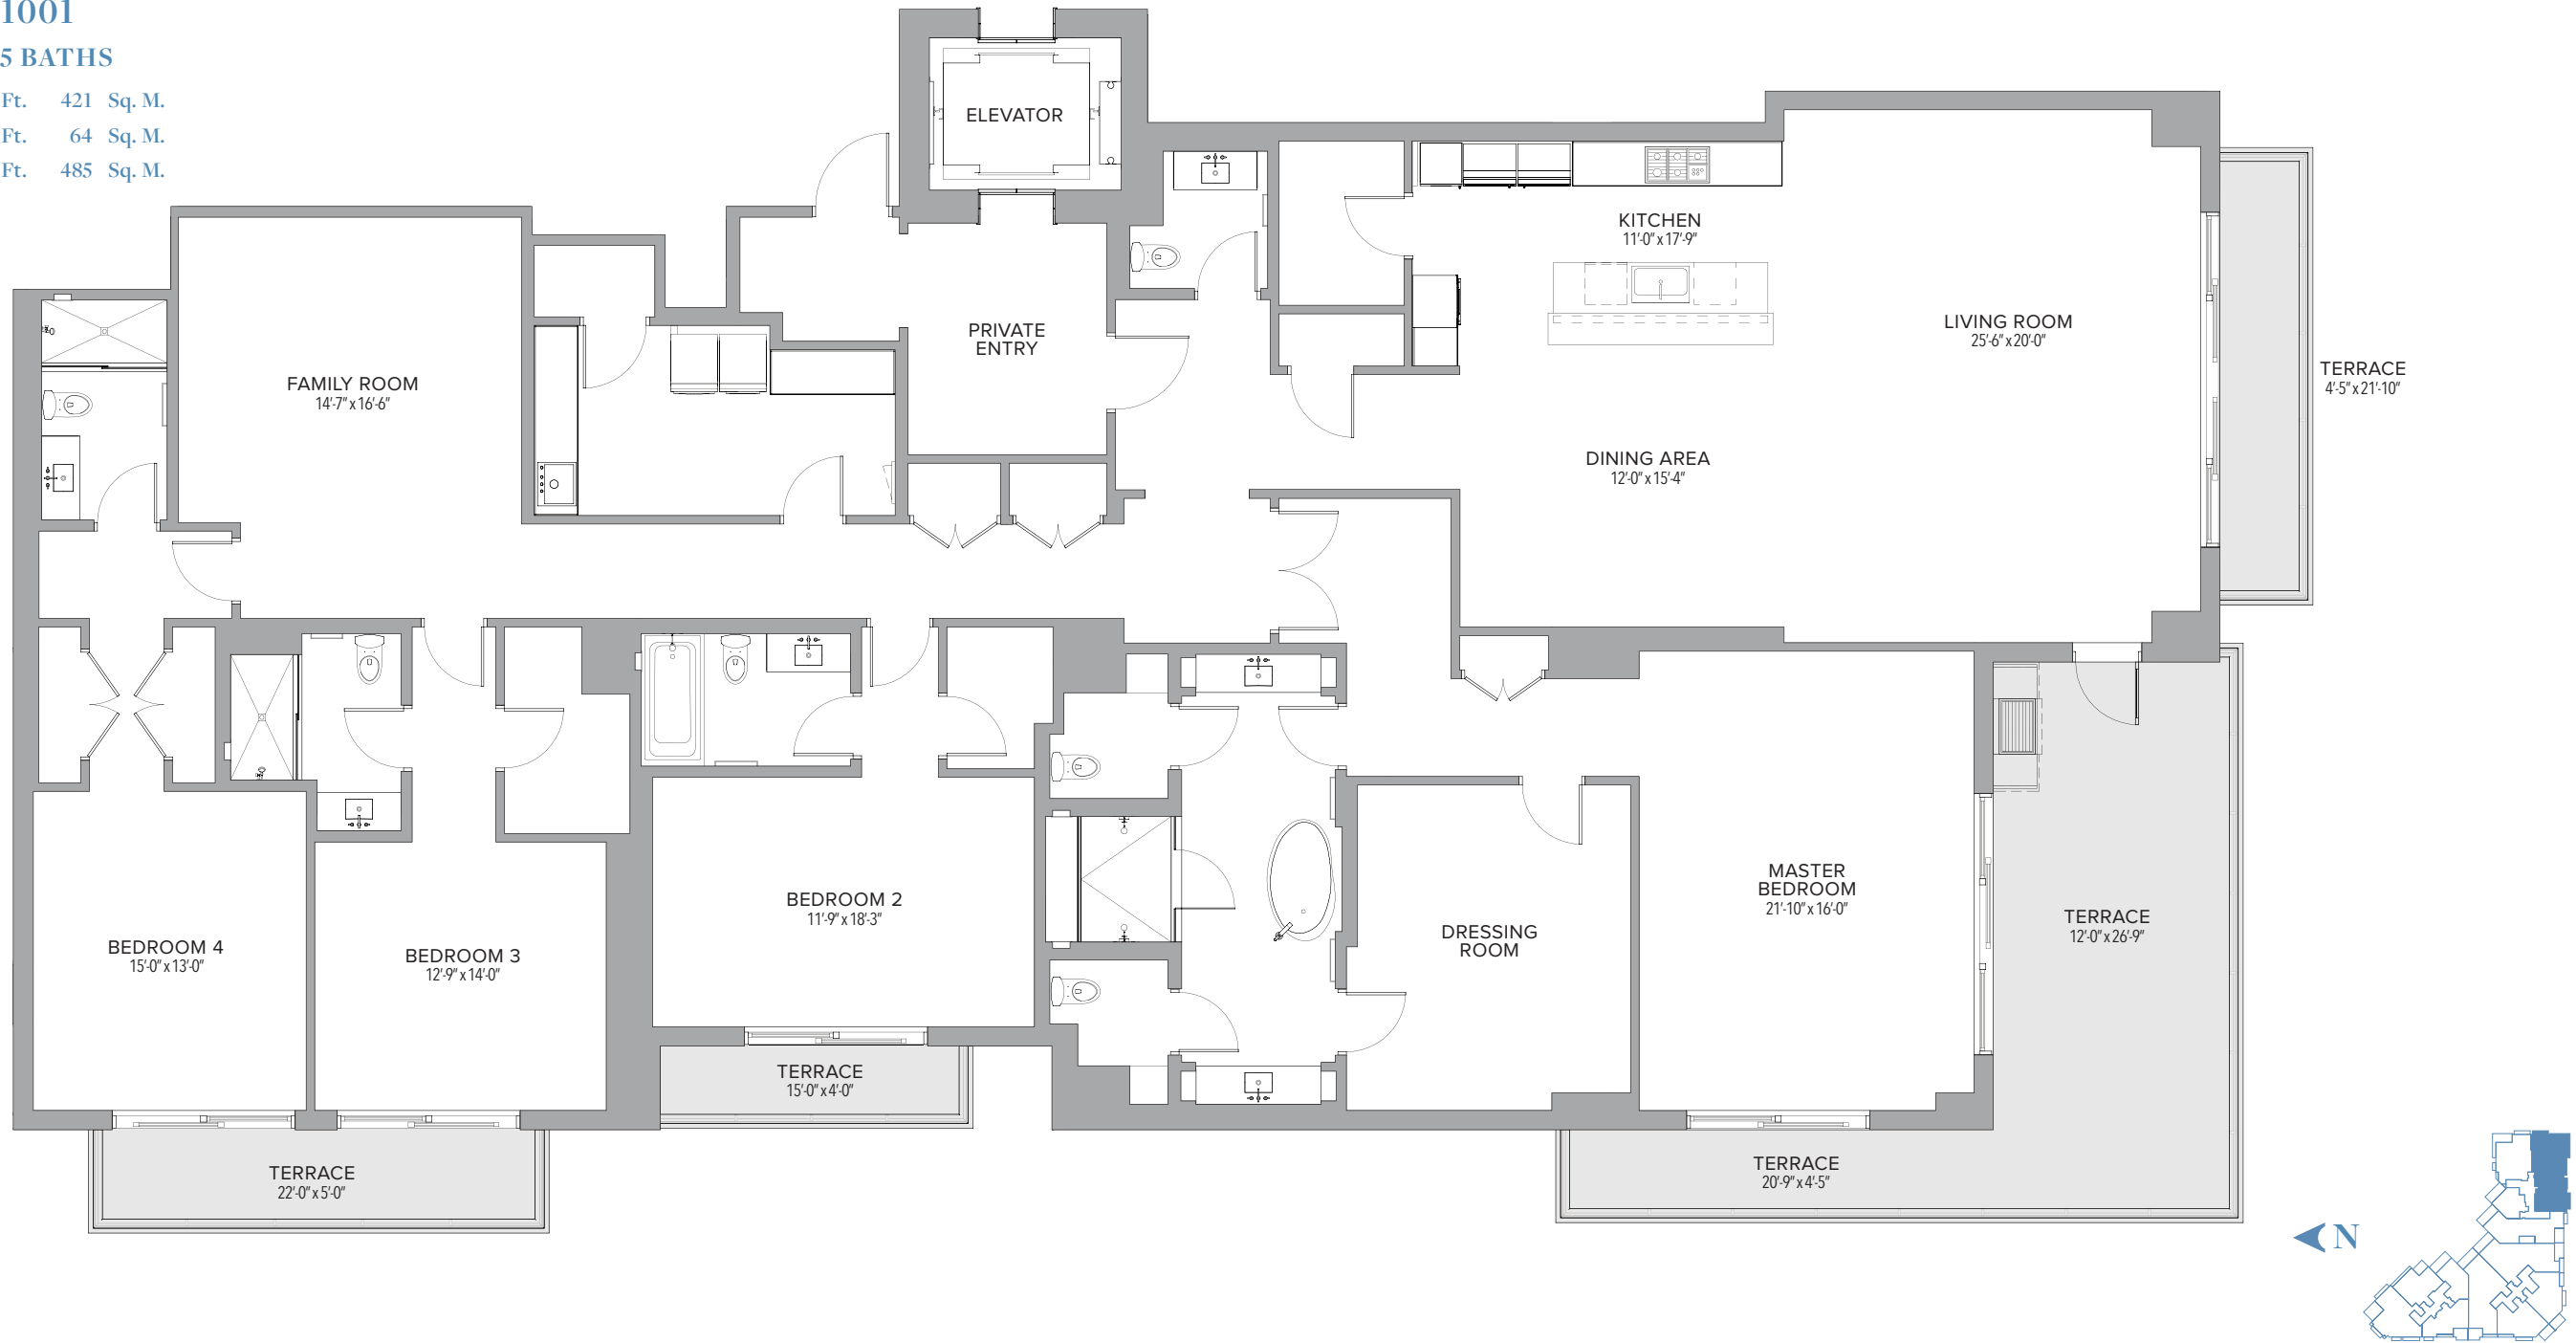 1001
5 BATHS
Ft. 421 Sq. M.
Ft. 64 Sq. M.
Ft. 485 Sq. M.
ELEVATOR
KITCHEN
11'-0" x 17'-9"
PRIVATE
ENTRY
LIVING ROOM
25'-6" x 20'-0"
TERRACE
4'-5" x 21'-10"
FAMILY ROOM
14'-7" x 16'-6"
DINING AREA
12'-0" x 15'-4"
MASTER
BEDROOM
21'-10" x 16'-0"
BEDROOM 2
11'-9" x 18'-3"
TERRACE
12'-0" x 26'-9"
DRESSING
ROOM
BEDROOM 4
15'-0" x 13'-0"
BEDROOM 3
12'-9" x 14'-0"
TERRACE
15'-0" x 4'-0"
TERRACE
22'-0" x 5'-0"
TERRACE
20'-9" x 4'-5"
N